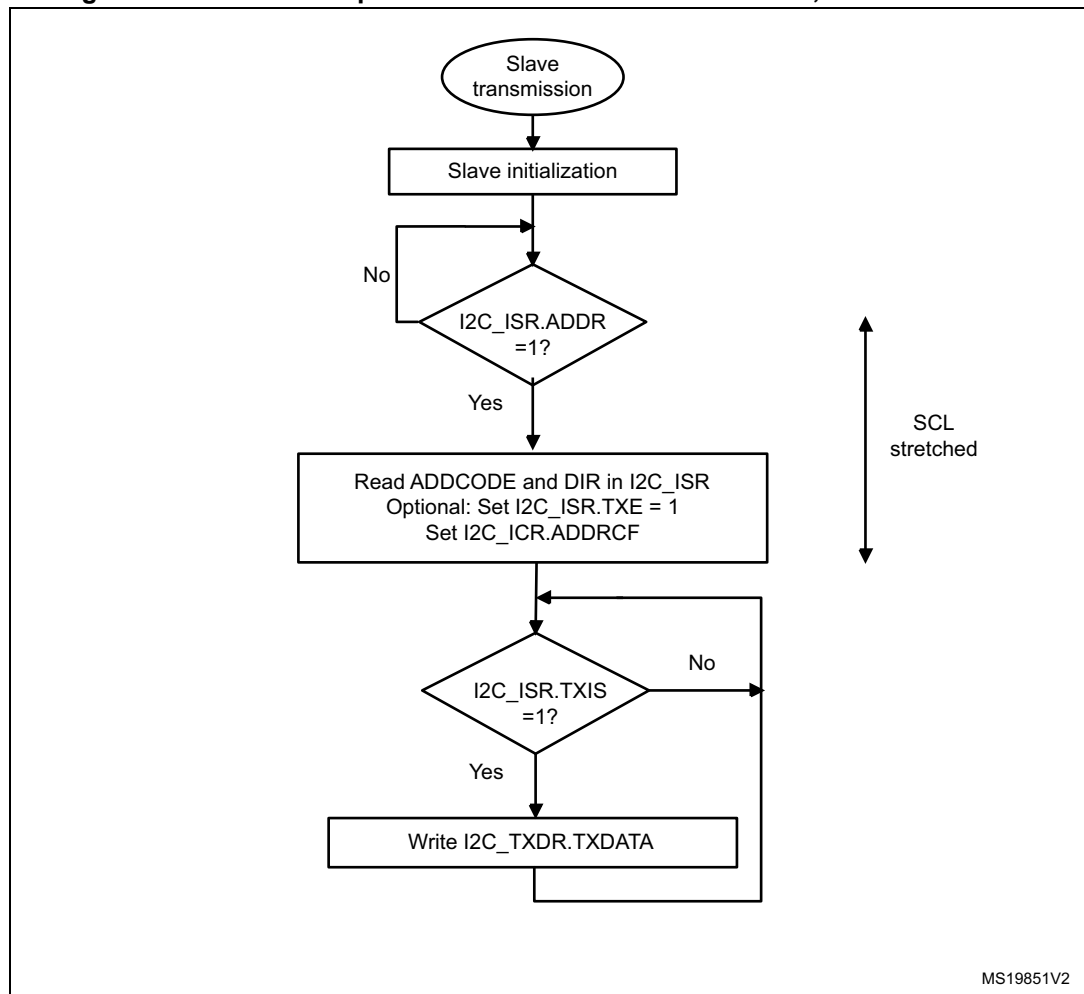 Slave
transmission
Slave initialization
No
I2C_ISR.ADDR
=1?
Yes
SCL
stretched
Read ADDCODE and DIR in I2C_ISR
Optional: Set I2C_ISR.TXE = 1
Set I2C_ICR.ADDRCF
No
I2C_ISR.TXIS
=1?
Yes
Write I2C_TXDR.TXDATA
MS19851V2